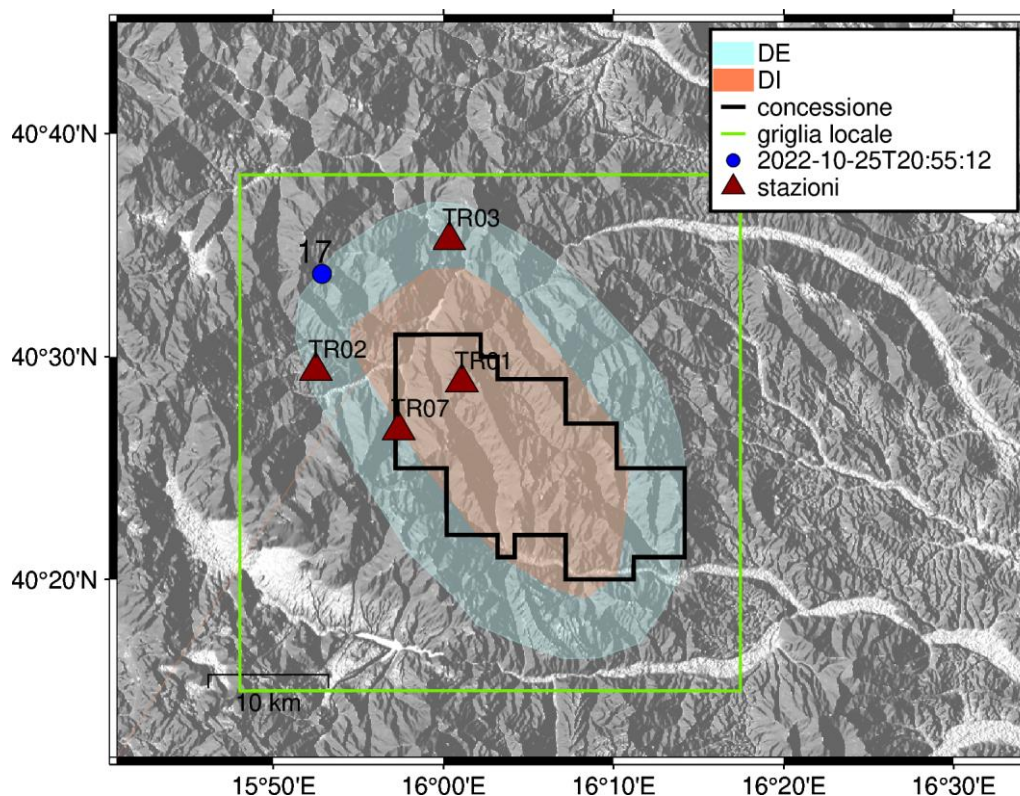 DE
DI
concessione
griglia locale
2022-10-25T20:55:12
stazioni
40°40'N
TR03
17
40°30'N
TR02
TR01
TR07
40°20'N
10 km
15°50'E
16°00'E
16°10'E
16°20'E
16°30'E